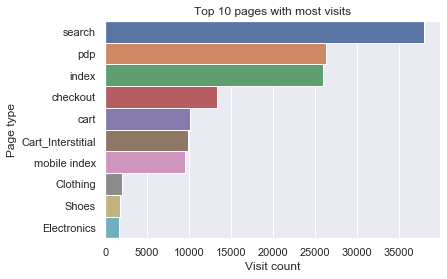 Top 10 pages with most visits
Page type
search
pdp
index
checkout
cart
Cart_Interstitial
mobile index
Clothing
Shoes
Electronics
0 5000 10000 15000 20000 25000 30000 35000
Visit count